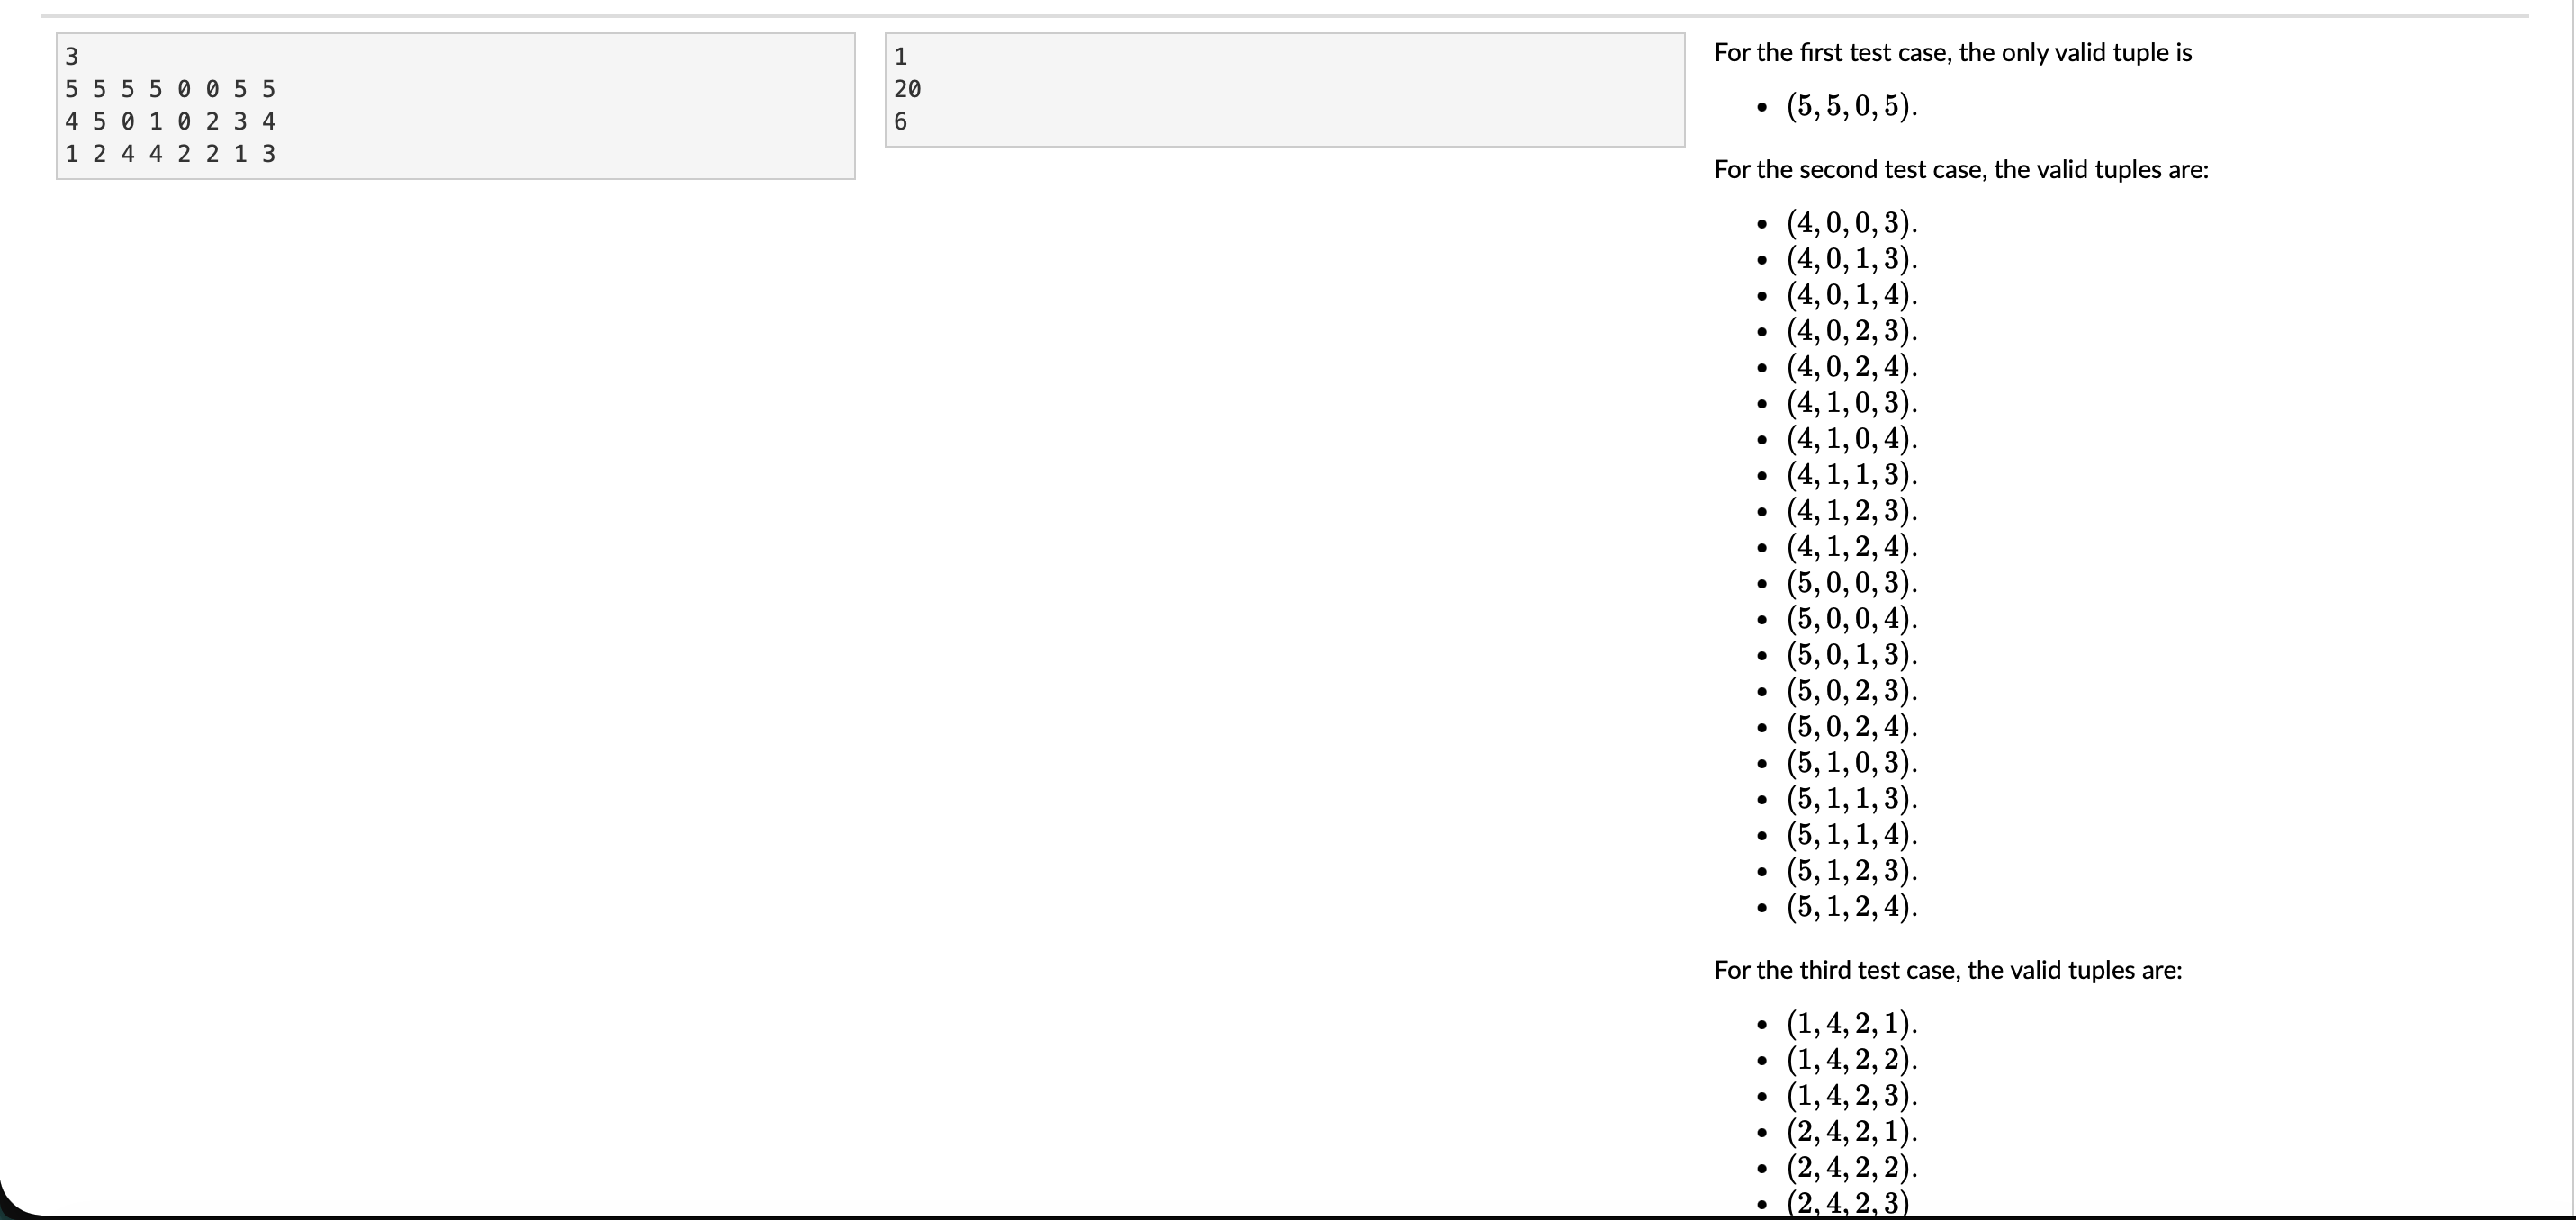 3
5 5 5 5 0 0 5 5
4 5 0 1 0 2 3 4
1 2 4 4 2 2 1 3
1
20
6
For the first test case, the only valid tuple is
• (5, 5, 0, 5).
For the second test case, the valid tuples are:
• (4, 0, 0, 3).
• (4, 0, 1, 3).
• (4, 0, 1, 4).
• (4, 0, 2, 3).
• (4, 0, 2, 4).
• (4, 1, 0, 3).
• (4, 1, 0, 4).
• (4, 1, 1, 3).
• (4, 1, 2, 3).
• (4, 1, 2, 4).
• (5, 0, 0, 3).
• (5, 0, 0, 4).
• (5, 0, 1, 3).
• (5, 0, 2, 3).
• (5, 0, 2, 4).
• (5, 1, 0, 3).
• (5, 1, 1, 3).
• (5, 1, 1, 4).
• (5, 1, 2, 3).
• (5, 1, 2, 4).
For the third test case, the valid tuples are:
• (1, 4, 2, 1).
• (1, 4, 2, 2).
• (1, 4, 2, 3).
• (2, 4, 2, 1).
• (2, 4, 2, 2).
• (2, 4, 2, 3)